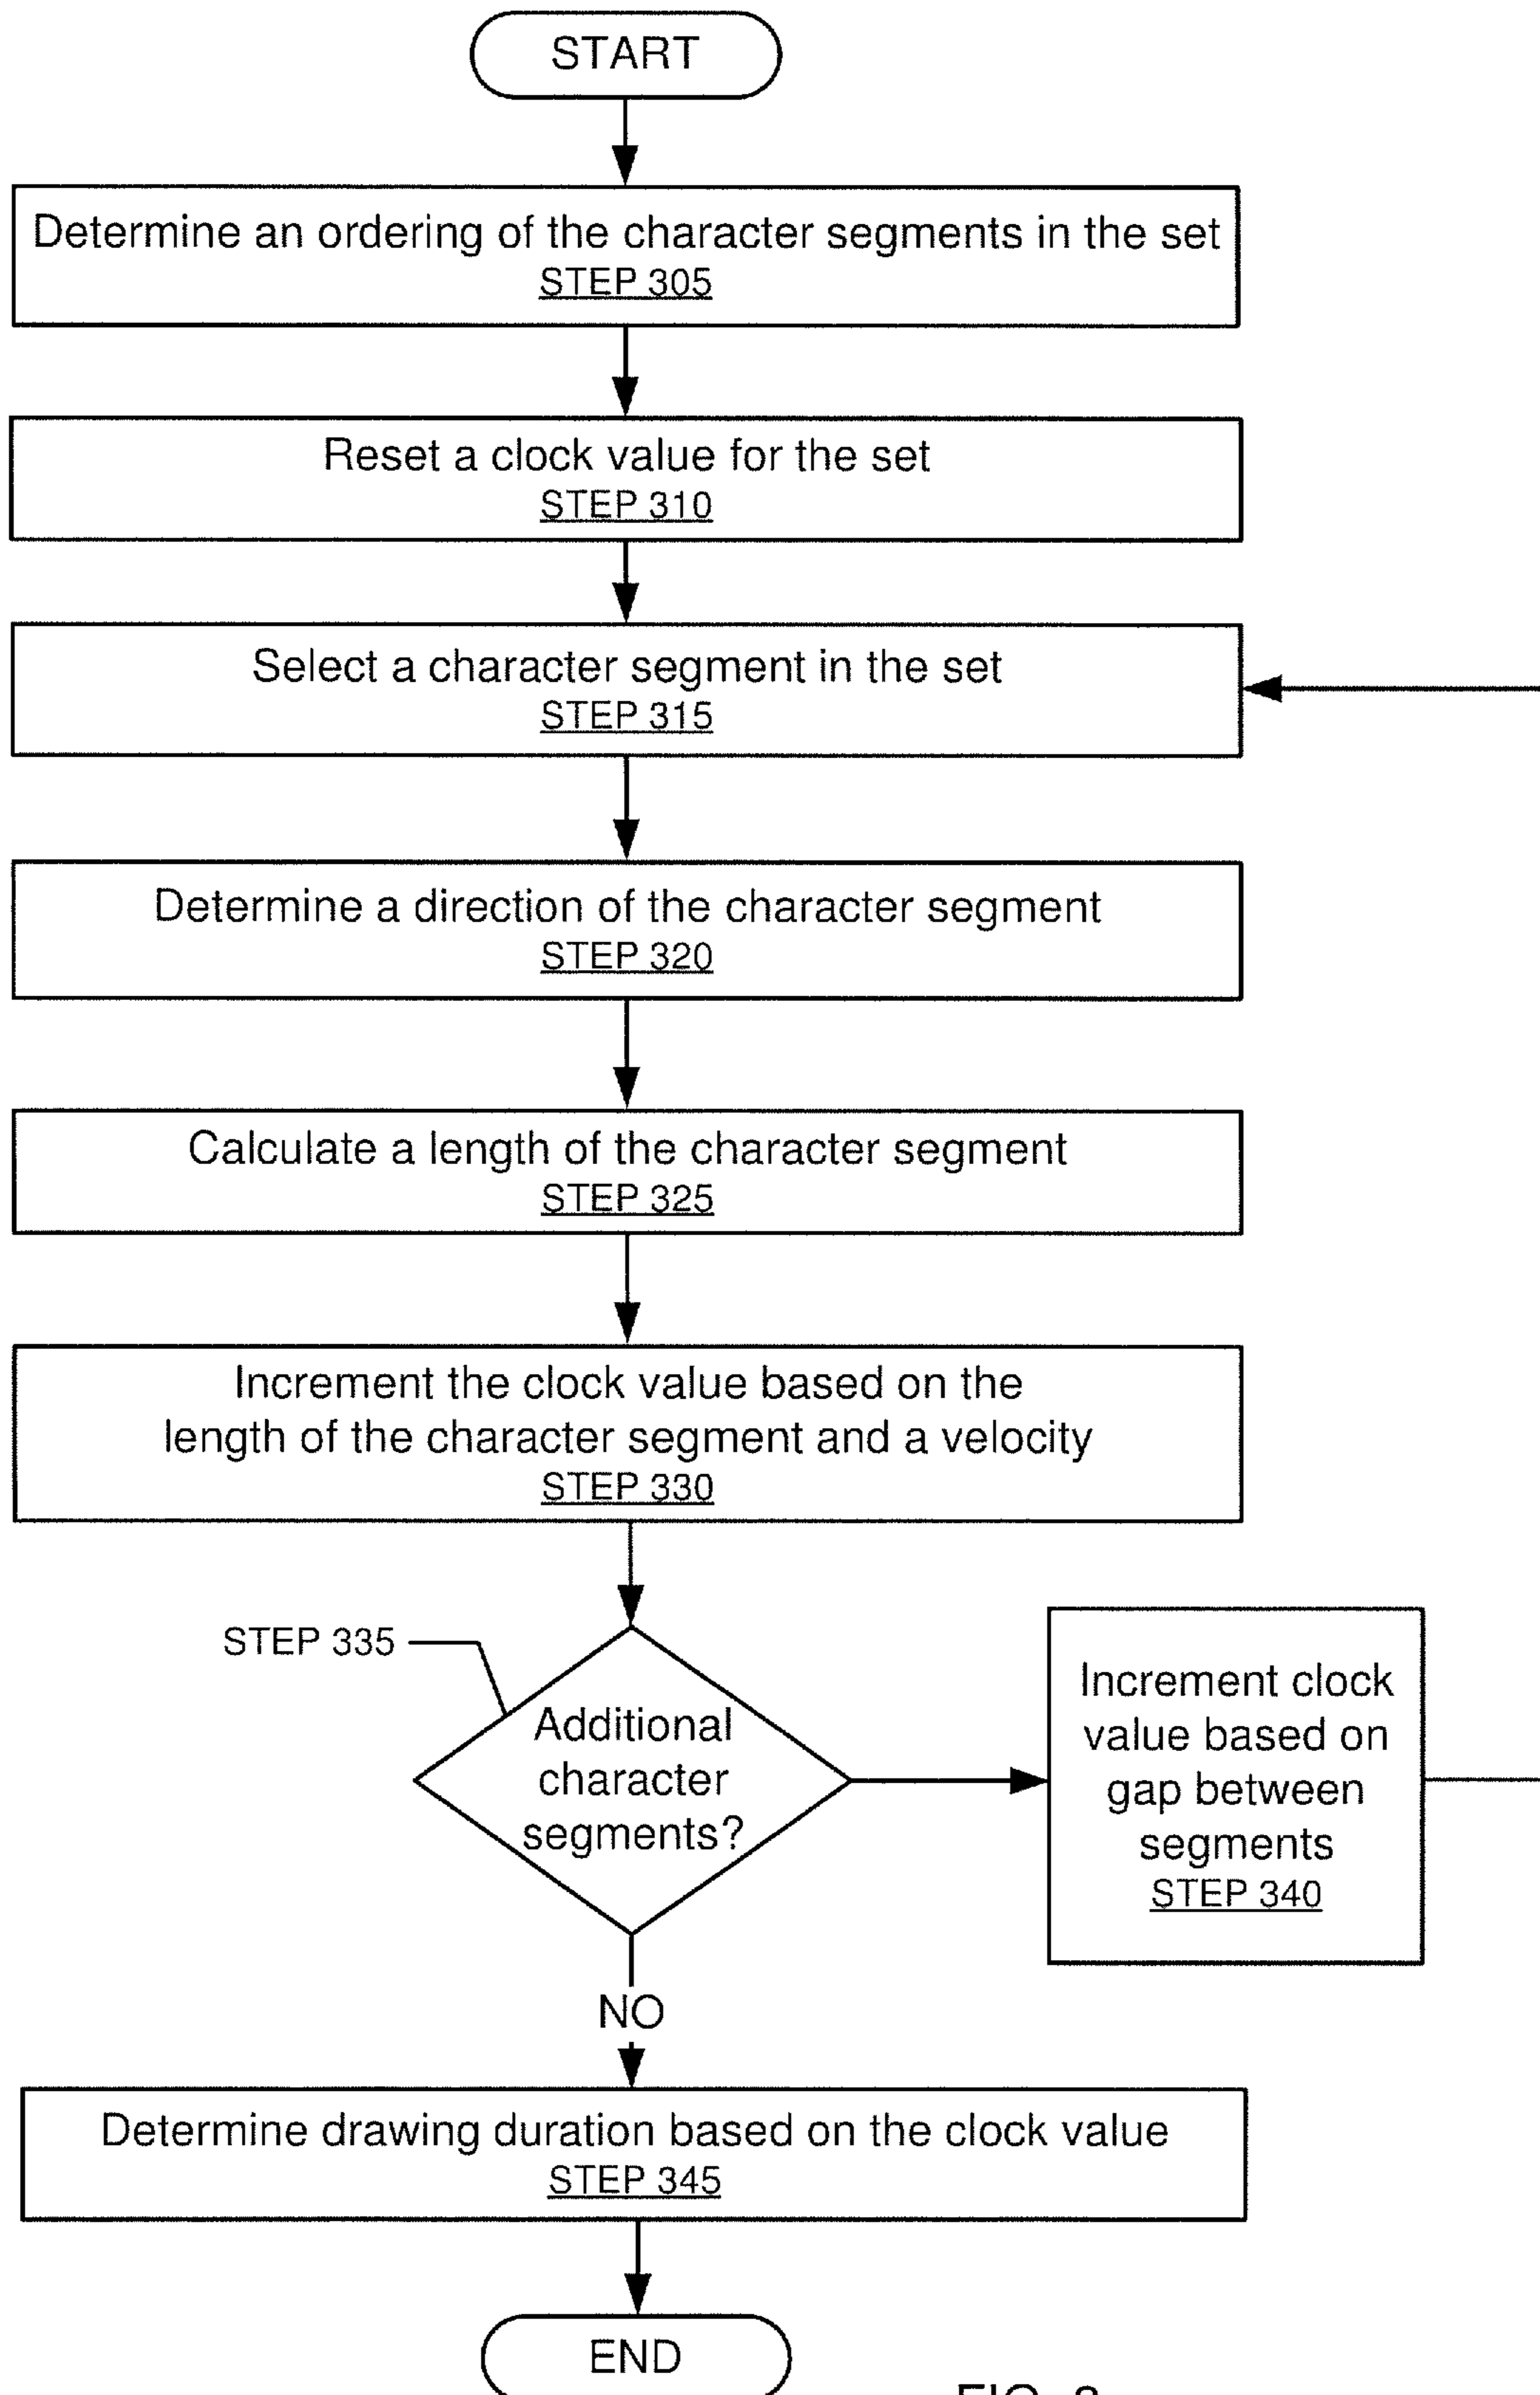 START
Determine an ordering of the character segments in the set
STEP 305
Reset a clock value for the set
STEP 310
Select a character segment in the set
STEP 315
Determine a direction of the character segment
STEP 320
Calculate a length of the character segment
STEP 325
Increment the clock value based on the
length of the character segment and a velocity
STEP 330
STEP 335
Additional
character
segments?
Increment clock
value based on
gap between
segments
STEP 340
NO
Determine drawing duration based on the clock value
STEP 345
END
FIG.